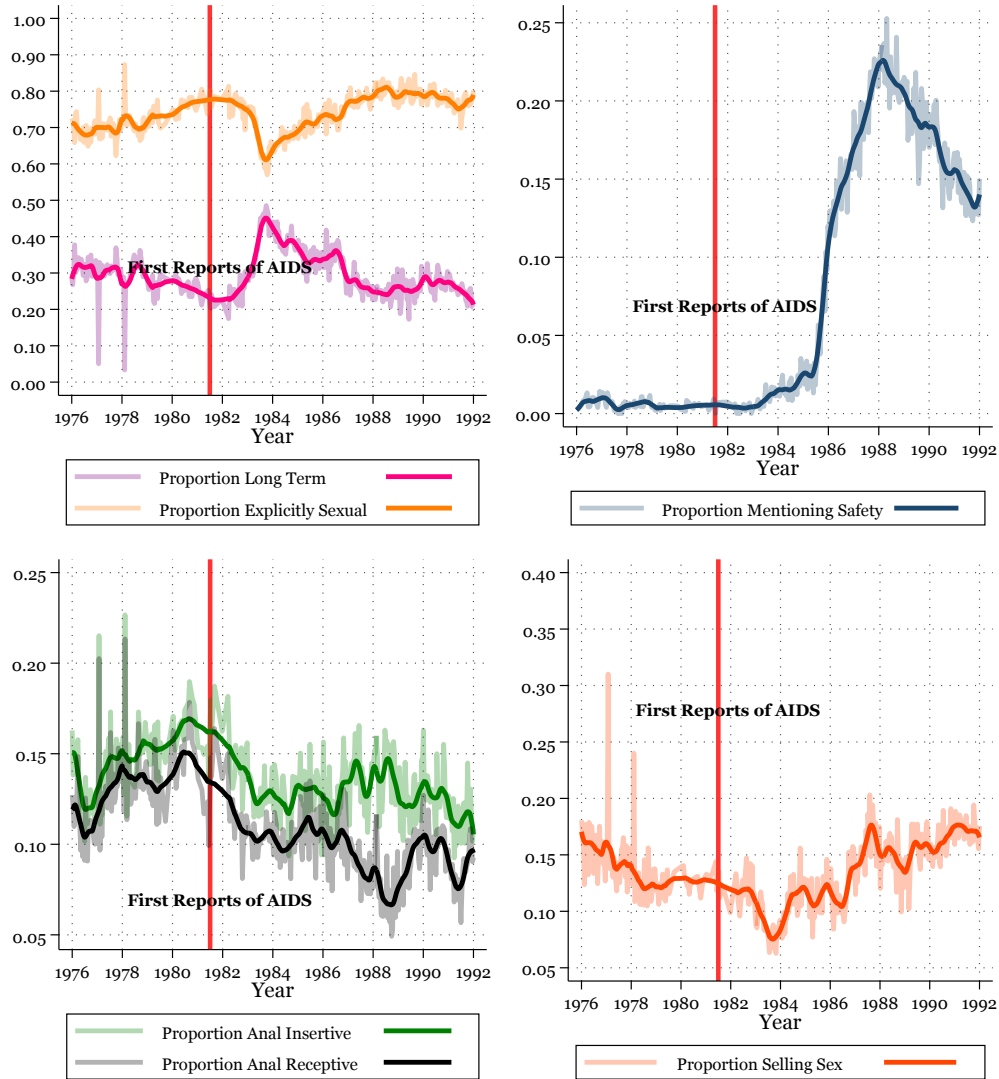 1.00
0.90
0.80
0.70
0.60
0.50
0.40
0.30
0.20
0.10
0.00
First Reports of AIDS
1976 1978 1980 1982 1984 1986 1988 1990 1992
Year
Proportion Long Term
Proportion Explicitly Sexual
0.25
0.20
0.15
0.10
0.05
0.00
First Reports of AIDS
1976 1978 1980 1982 1984 1986 1988 1990 1992
Year
Proportion Mentioning Safety
0.25
0.20
0.15
0.10
0.05
First Reports of AIDS
1976 1978 1980 1982 1984 1986 1988 1990 1992
Year
Proportion Anal Insertive
Proportion Anal Receptive
0.40
0.35
0.30
0.25
0.20
0.15
0.10
0.05
First Reports of AIDS
1976 1978 1980 1982 1984 1986 1988 1990 1992
Year
Proportion Selling Sex